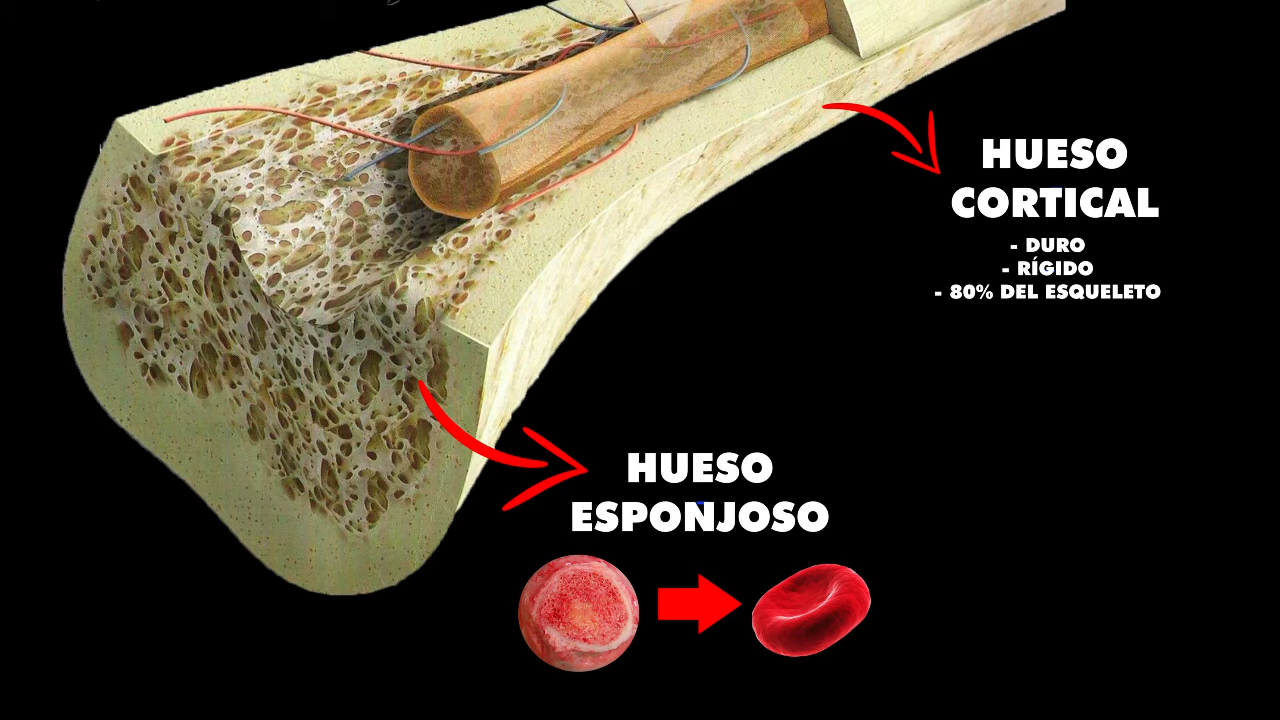 HUESO
CORTICAL
- DURO
- RÍGIDO
- 80% DEL ESQUELETO
HUESO
ESPONJOSO